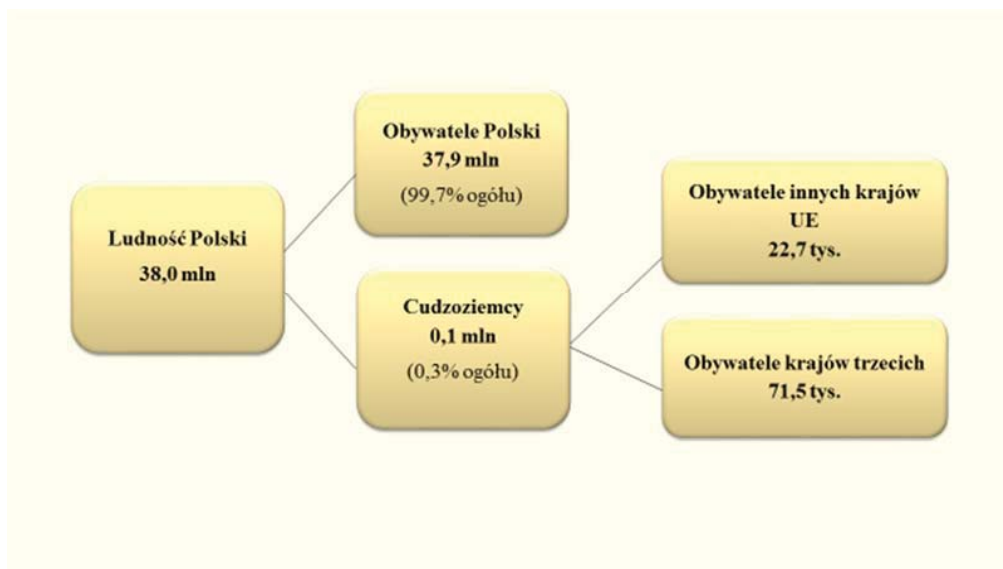 Ludność Polski
38,0 mln
Obywatele Polski
37,9 mln
(99,7% ogółu)
Cudzoziemcy
0,1 mln
(0,3% ogółu)
Obywatele innych krajów
UE
22,7 tys.
Obywatele krajów trzecich
71,5 tys.